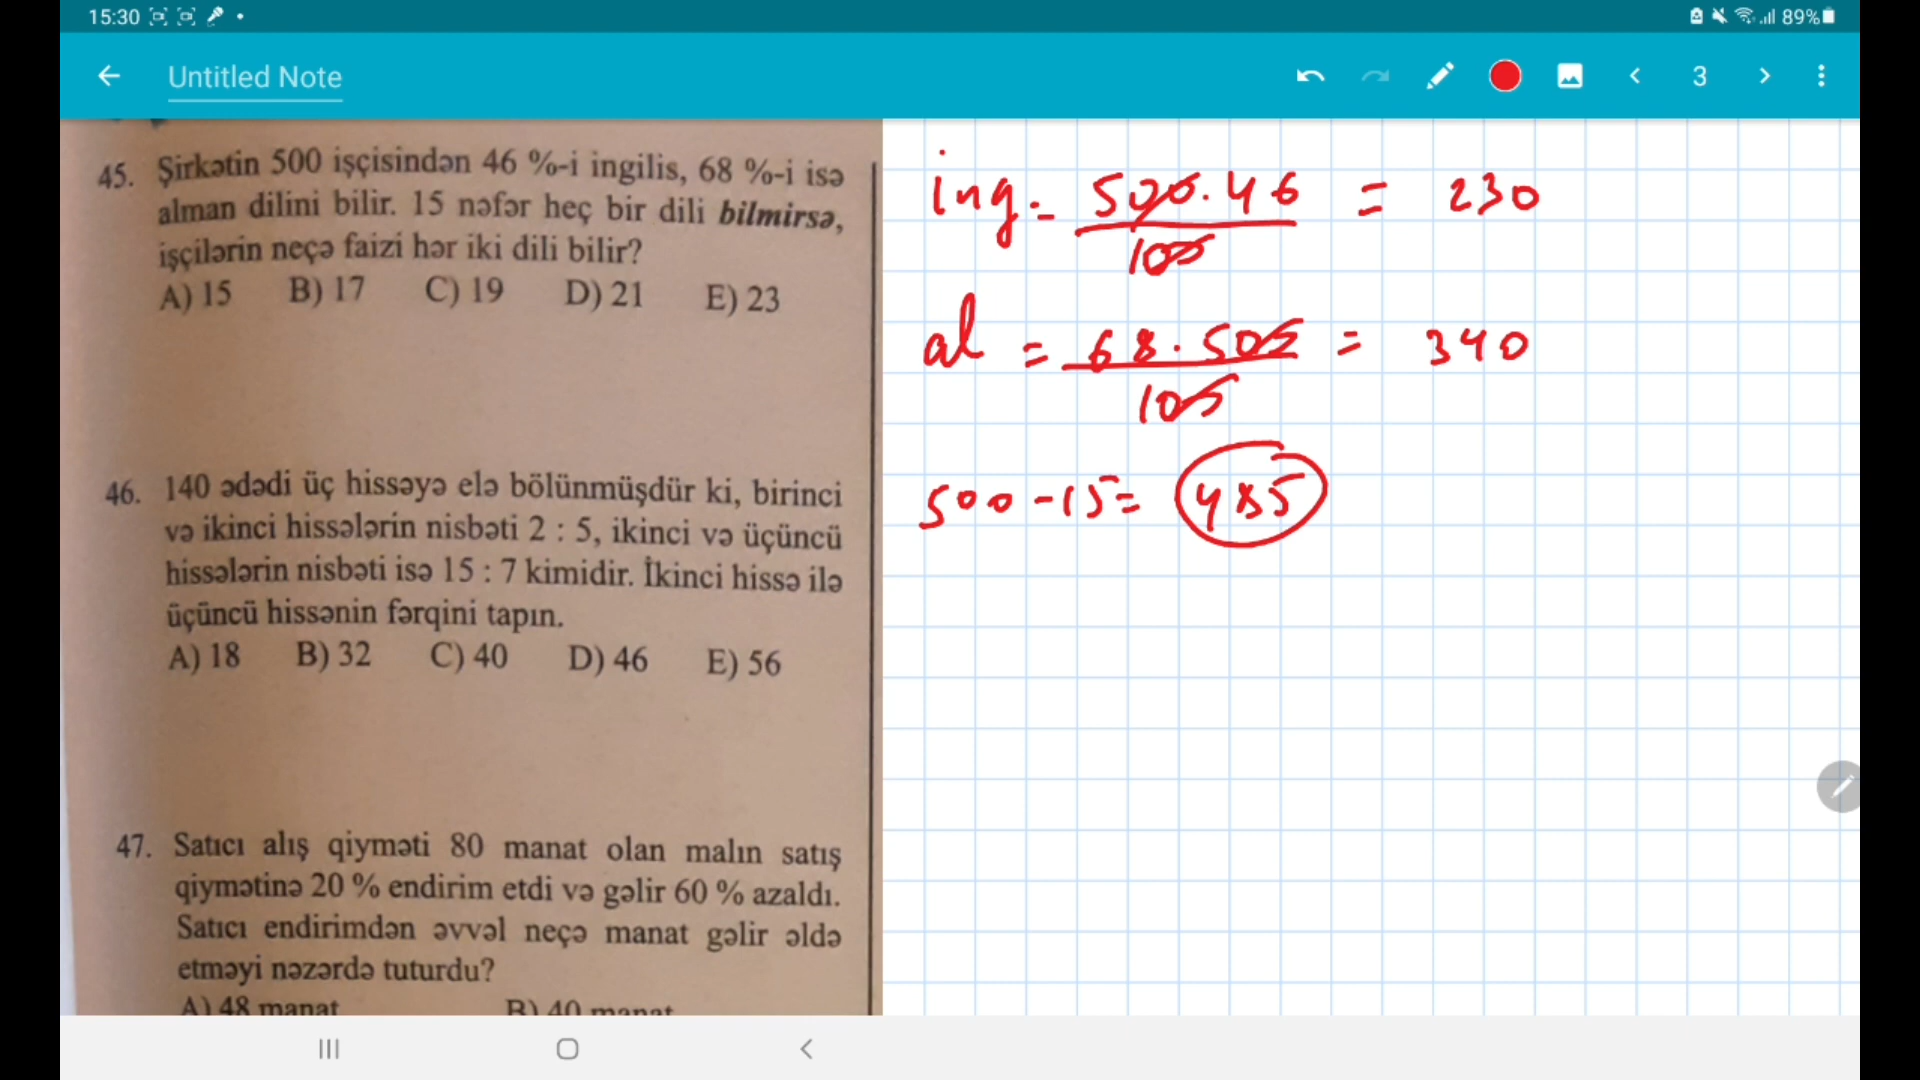 15:30
89%
Untitled Note
3
45. Şirkətin 500 işçisindən 46 %-i ingilis, 68 %-i isə
alman dilini bilir. 15 nəfər heç bir dili bilmirsə,
işçilərin neçə faizi hər iki dili bilir?
A) 15 B) 17 C) 19 D) 21 E) 23
46. 140 ədədi üç hissəyə elə bölünmüşdür ki, birinci
və ikinci hissələrin nisbəti 2 : 5, ikinci və üçüncü
hissələrin nisbəti isə 15 : 7 kimidir. İkinci hissə ilə
üçüncü hissənin fərqini tapın.
A) 18 B) 32 C) 40 D) 46 E) 56
47. Satıcı alış qiyməti 80 manat olan malın satış
qiymətinə 20 % endirim etdi və gəlir 60 % azaldı.
Satıcı endirimdən əvvəl neçə manat gəlir əldə
etməyi nəzərdə tuturdu?
A) 48 manat B) 40 manat
ing = 500 . 46 = 230
100
al = 68 . 500 = 340
100
500 - 15 = 485